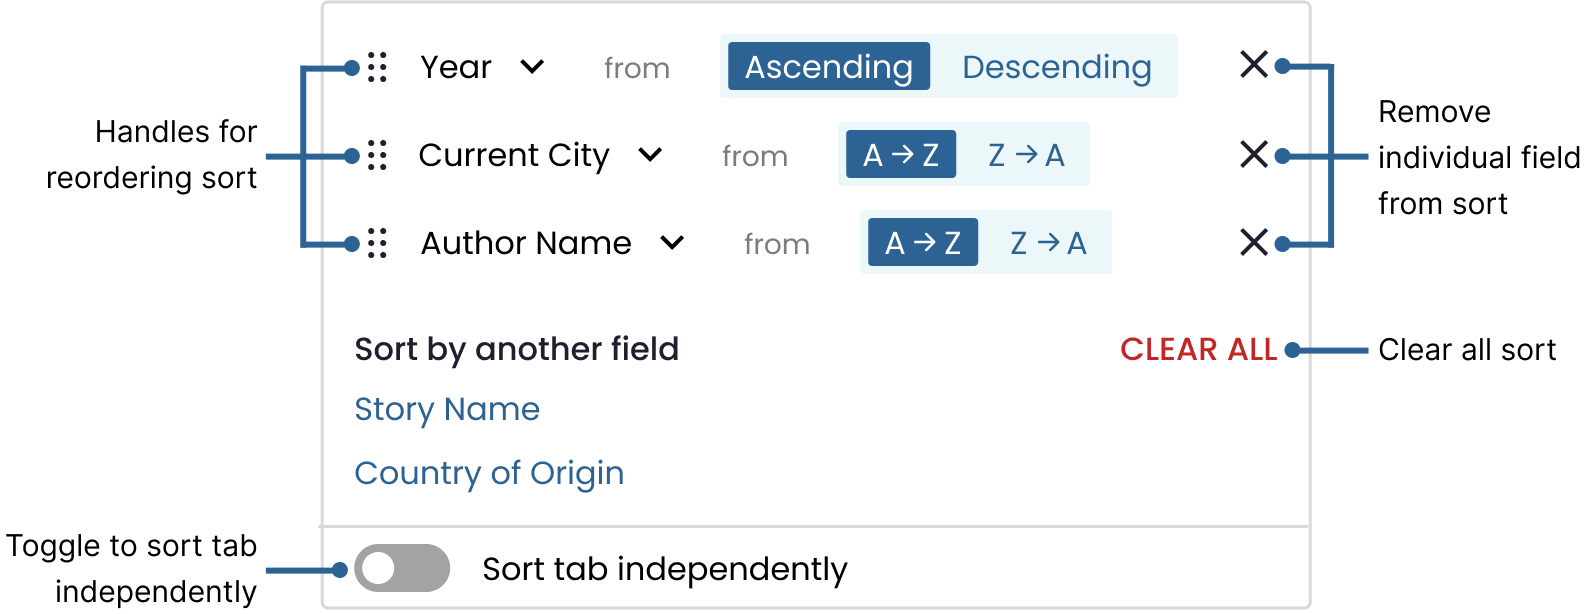 Year from Ascending Descending
Current City from A → Z Z → A
Author Name from A → Z Z → A
Handles for
reordering sort
Remove
individual field
from sort
Sort by another field
CLEAR ALL
Clear all sort
Story Name
Country of Origin
Toggle to sort tab
independently
Sort tab independently